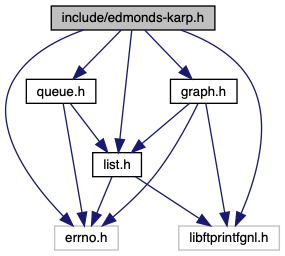 include/edmonds-karp.h
queue.h
graph.h
list.h
errno.h
libftprintfgnl.h